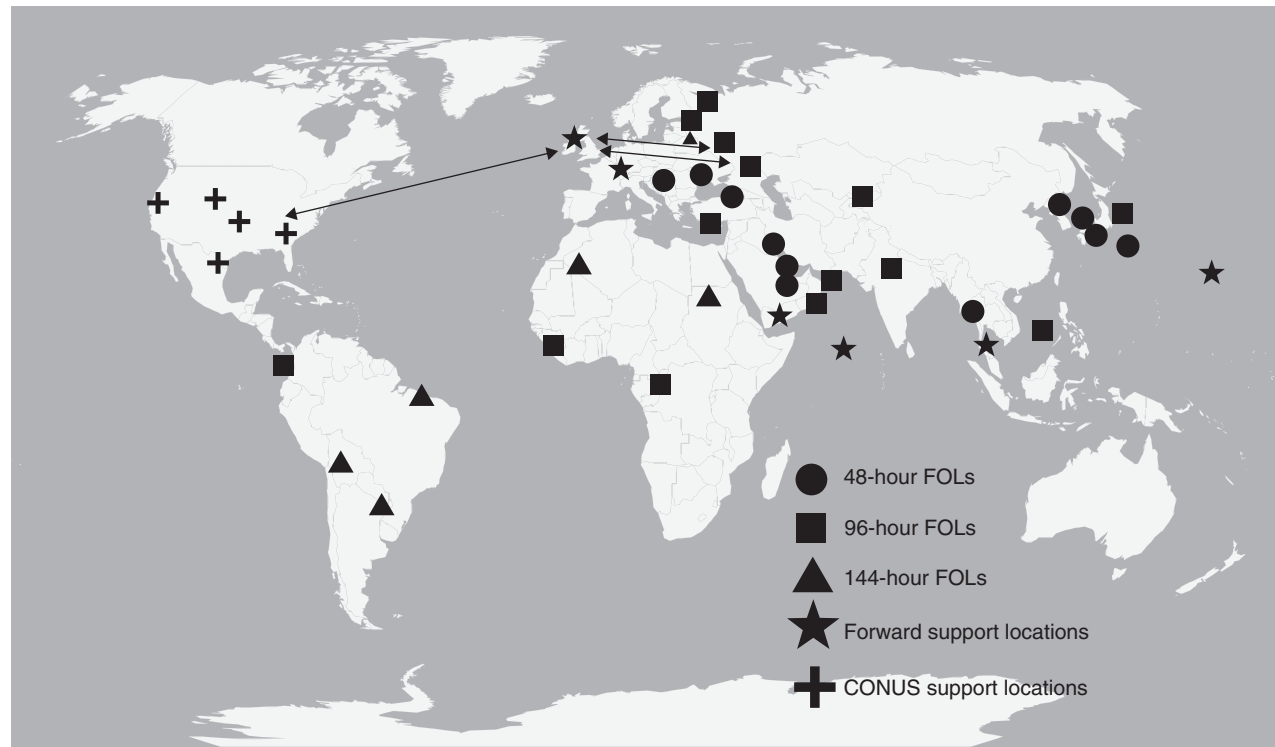 48-hour FOLs
96-hour FOLs
144-hour FOLs
Forward support locations
CONUS support locations